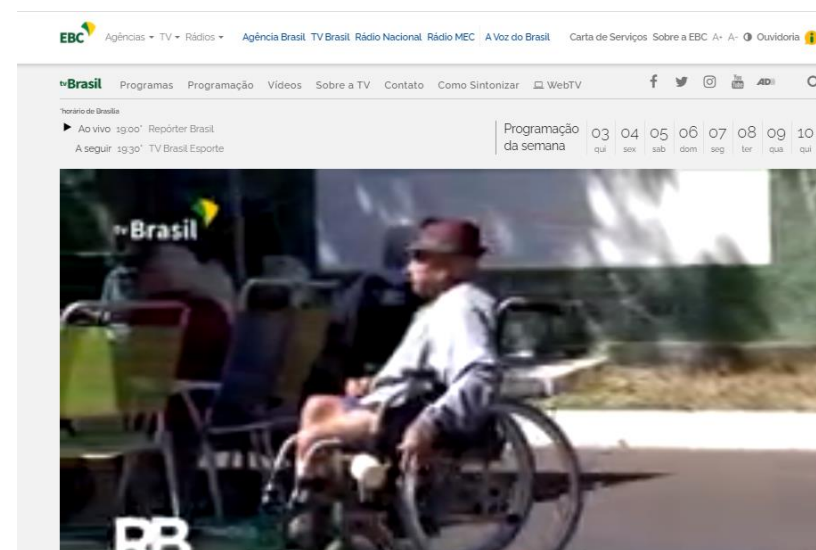 EBC Agências TV Rádios Agência Brasil TV Brasil Rádio Nacional Rádio MEC A Voz do Brasil Carta de Serviços Sobre a EBC A+ A- Ouvidoria
tvBrasil Programas Programação Vídeos Sobre a TV Contato Como Sintonizar WebTV
*horário de Brasília
Ao vivo 19:00* Repórter Brasil
A seguir 19:30* TV Brasil Esporte
Programação da semana
03 04 05 06 07 08 09 10
qui sex sab dom seg ter qua qui
tvBrasil
RB